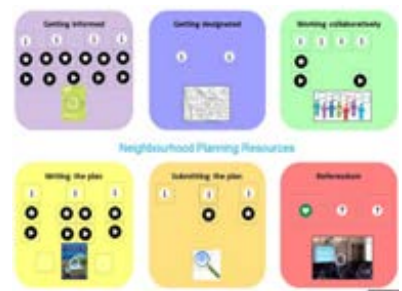 Getting informed
Getting designated
Working collaboratively
Neighbourhood Planning Resources
Writing the plan
Submitting the plan
Referendum